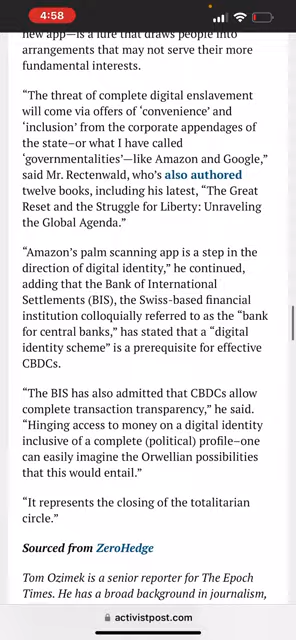 4:58
new app—is a lure that draws people into
arrangements that may not serve their more
fundamental interests.
“The threat of complete digital enslavement
will come via offers of ‘convenience’ and
‘inclusion’ from the corporate appendages of
the state–or what I have called
‘governmentalities’—like Amazon and Google,”
said Mr. Rectenwald, who’s also authored
twelve books, including his latest, “The Great
Reset and the Struggle for Liberty: Unraveling
the Global Agenda.”
“Amazon’s palm scanning app is a step in the
direction of digital identity,” he continued,
adding that the Bank of International
Settlements (BIS), the Swiss-based financial
institution colloquially referred to as the “bank
for central banks,” has stated that a “digital
identity scheme” is a prerequisite for effective
CBDCs.
“The BIS has also admitted that CBDCs allow
complete transaction transparency,” he said.
“Hinging access to money on a digital identity
inclusive of a complete (political) profile–one
can easily imagine the Orwellian possibilities
that this would entail.”
“It represents the closing of the totalitarian
circle.”
Sourced from ZeroHedge
Tom Ozimek is a senior reporter for The Epoch
Times. He has a broad background in journalism,
activistpost.com